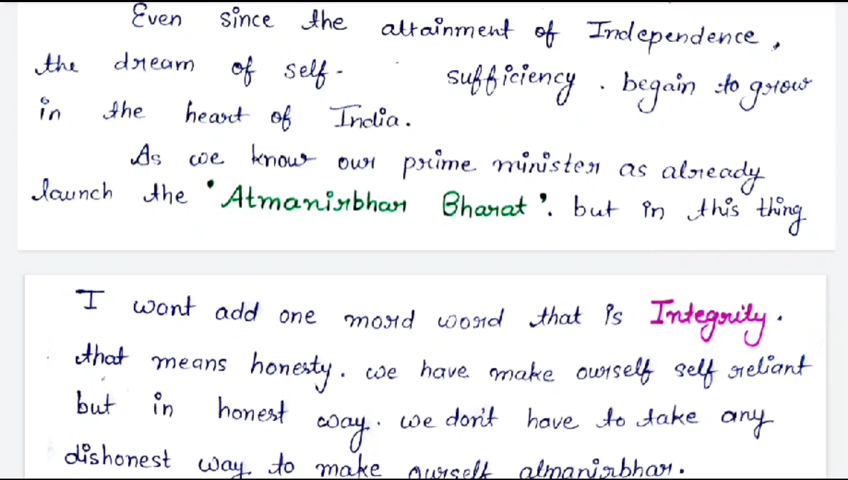 Even since the attainment of Independence,
the dream of self- sufficiency. begain to grow
in the heart of India.
As we know our prime minister as already
launch the 'Atmanirbhar Bharat'. but in this thing
I wont add one mord word that is Integrity.
that means honesty. we have make ourself self reliant
but in honest way. we don't have to take any
dishonest way to make ourself atmanirbhar.